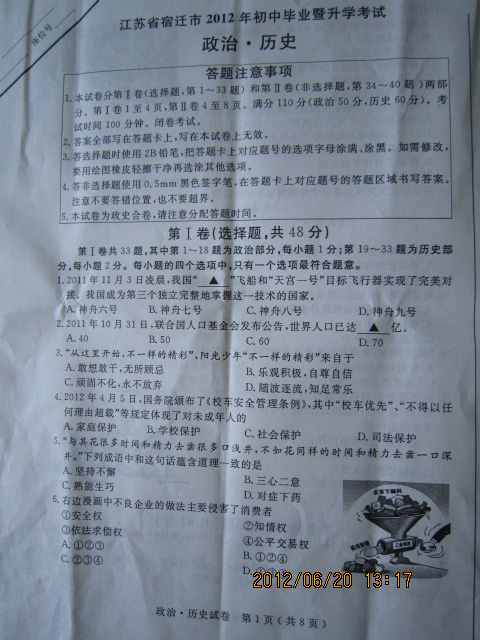 座位号
江苏省宿迁市2012年初中毕业暨升学考试
政治·历史
答题注意事项
1.本试卷分第Ⅰ卷(选择题,第1~33题)和第Ⅱ卷(非选择题,第34~40题)两部
分。第Ⅰ卷1至4页,第Ⅱ卷4至8页。满分110分(政治50分,历史60分)。考
试时间100分钟。闭卷考试。
2.答案全部写在答题卡上,写在本试卷上无效。
3.答选择题时使用2B铅笔,把答题卡上对应题号的选项字母涂满、涂黑。如需修改,
要用绘图橡皮轻擦干净再选涂其他选项。
4.答非选择题使用0.5mm黑色签字笔,在答题卡上对应题号的答题区域书写答案。
注意不要答错位置,也不要超界。
5.本试卷为政史合卷,请注意分配答题时间。
第Ⅰ卷(选择题,共48分)
第Ⅰ卷共33题,其中第1~18题为政治部分,每小题1分;第19~33题为历史部
分,每小题2分。每小题的四个选项中,只有一个选项最符合题意。
1.2011年11月3日凌晨,我国“▲”飞船和“天宫一号”目标飞行器实现了完美对
接。我国成为第三个独立完整地掌握这一技术的国家。
A.神舟六号 B.神舟七号 C.神舟八号 D.神舟九号
2.2011年10月31日,联合国人口基金会发布公告,世界人口已达 ▲ 亿。
A.40 B.50 C.60 D.70
3.“从这里开始,不一样的精彩”,阳光少年“不一样的精彩”来自于
A.敢想敢干,无所顾忌 B.乐观积极,自尊自信
C.顽固不化,永不放弃 D.随波逐流,知足常乐
4.2012年4月5日,国务院颁布了《校车安全管理条例》,其中“校车优先”、“不得以任
何理由超载”等规定体现了对未成年人的
A.家庭保护 B.学校保护 C.社会保护 D.司法保护
5.“与其花很多时间和精力去凿很多口浅井,不如花同样的时间和精力去凿一口深
井。”下列成语中和这句话蕴含道理一致的是
A.坚持不懈 B.三心二意
C.熟能生巧 D.对症下药
6.右边漫画中不良企业的做法主要侵害了消费者
①安全权 ②知情权
③依法求偿权 ④公平交易权
A.①②③ B.①②④
C.②③④
2012/06/20 13:17
政治·历史试卷 第1页(共8页)